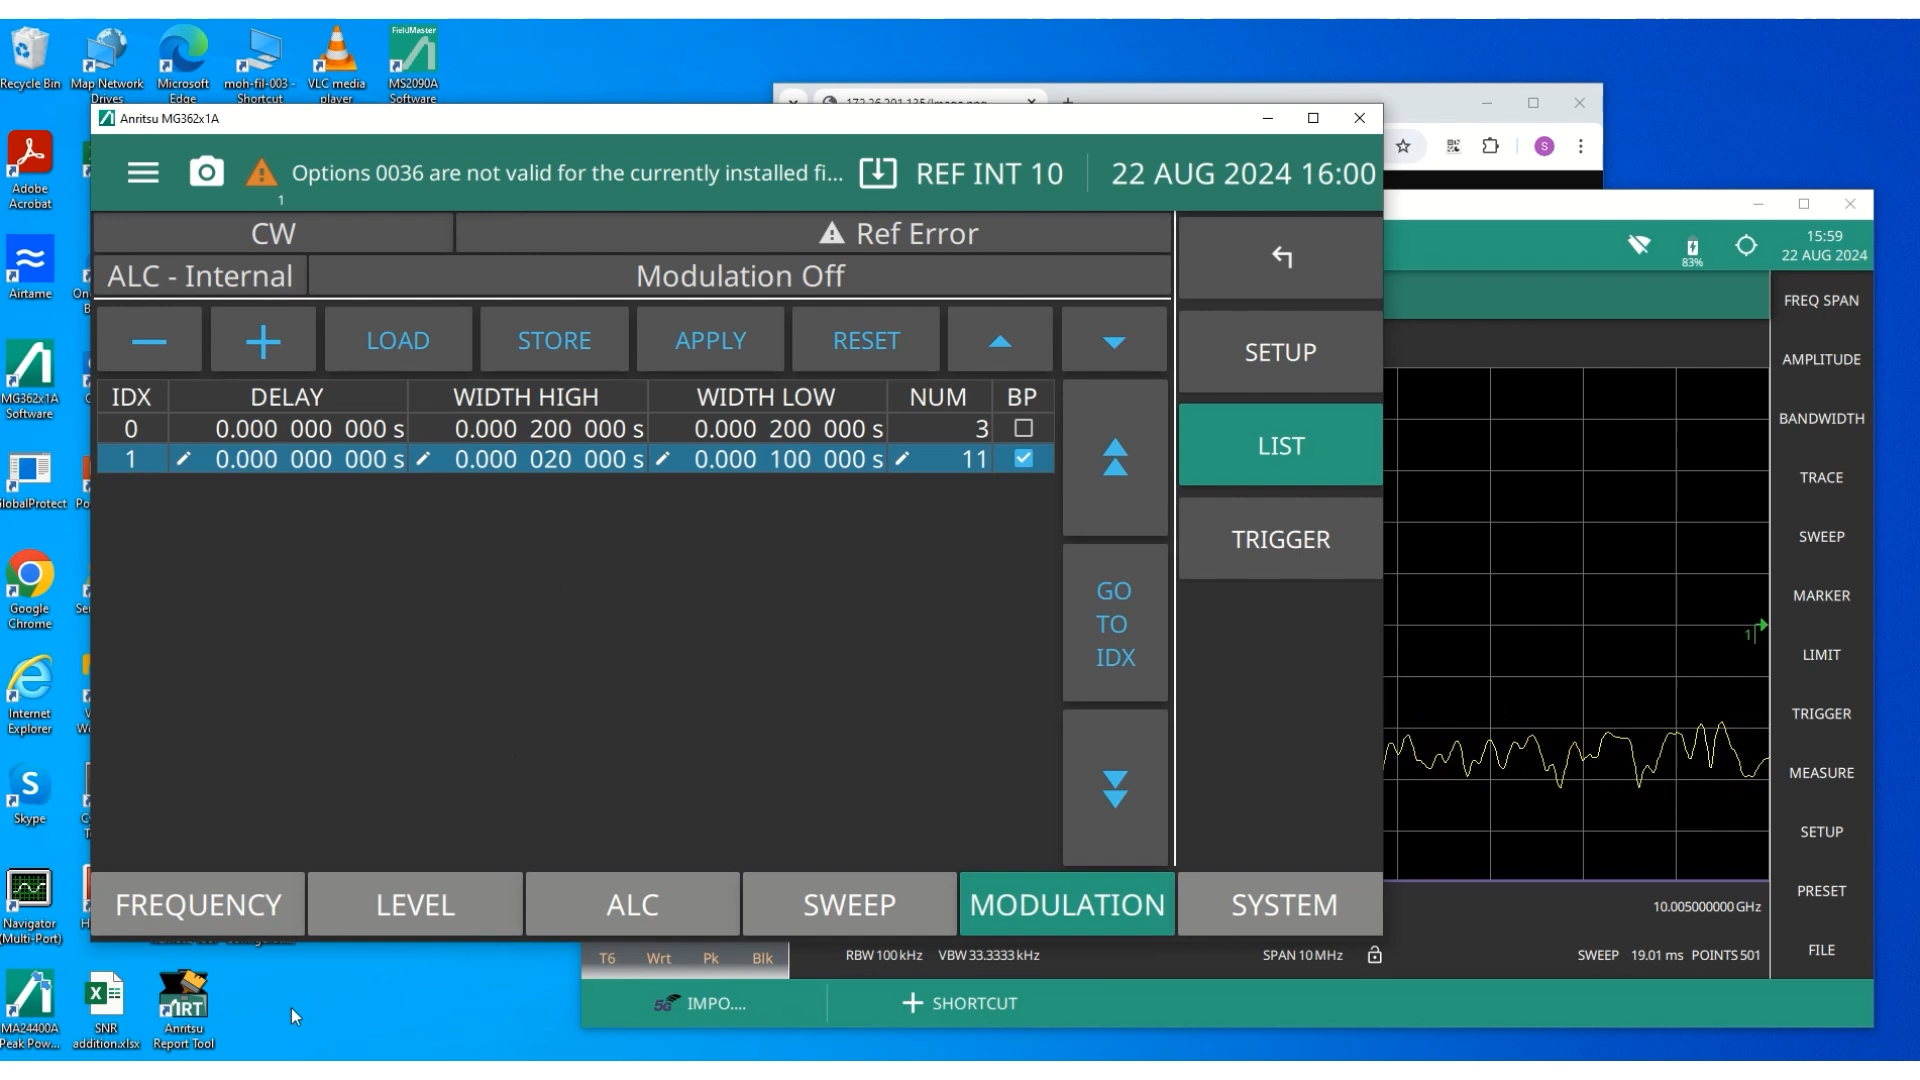 Recycle Bin
Map Network Drives
Microsoft Edge
moh-fil-003 - Shortcut
VLC media player
FieldMaster
MS2090A Software
Anritsu MG362x1A
Options 0036 are not valid for the currently installed fi...
REF INT 10
22 AUG 2024 16:00
1
CW
Ref Error
ALC - Internal
Modulation Off
LOAD
STORE
APPLY
RESET
IDX DELAY WIDTH HIGH WIDTH LOW NUM BP
0 0.000 000 000 s 0.000 200 000 s 0.000 200 000 s 3
1 0.000 000 000 s 0.000 020 000 s 0.000 100 000 s 11
GO
TO
IDX
SETUP
LIST
TRIGGER
FREQUENCY
LEVEL
ALC
SWEEP
MODULATION
SYSTEM
S
83%
15:59
22 AUG 2024
FREQ SPAN
AMPLITUDE
BANDWIDTH
TRACE
SWEEP
MARKER
LIMIT
TRIGGER
MEASURE
SETUP
PRESET
FILE
1
10.005000000 GHz
T6 Wrt Pk Blk
RBW 100 kHz VBW 33.3333 kHz
SPAN 10 MHz
SWEEP 19.01 ms POINTS 501
5G IMPO....
SHORTCUT
Adobe Acrobat
Airtame
MG362x1A Software
GlobalProtect
Google Chrome
Internet Explorer
Skype
Navigator (Multi-Port)
MA24400A Peak Pow...
SNR addition.xlsx
ART
Anritsu Report Tool